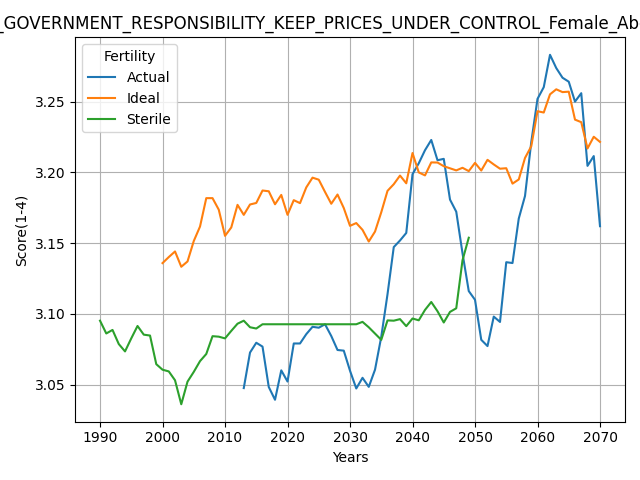 _GOVERNMENT_RESPONSIBILITY_KEEP_PRICES_UNDER_CONTROL_Female_Ab
Fertility
Actual
Ideal
Sterile
Score(1-4)
3.25
3.20
3.15
3.10
3.05
1990 2000 2010 2020 2030 2040 2050 2060 2070
Years